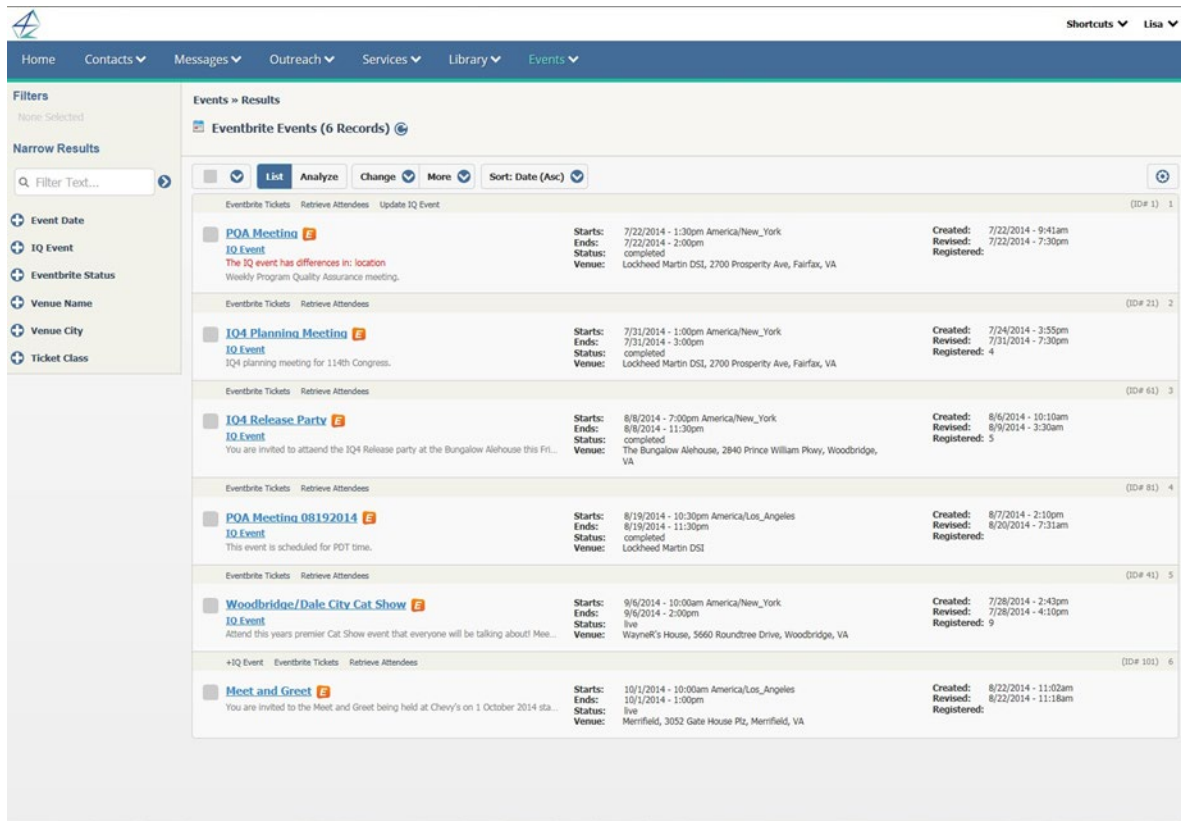 Shortcuts Lisa
Home Contacts Messages Outreach Services Library Events
Filters
None Selected
Narrow Results
Filter Text...
Event Date
IQ Event
Eventbrite Status
Venue Name
Venue City
Ticket Class
Events » Results
Eventbrite Events (6 Records)
List Analyze Change More Sort: Date (Asc)
Eventbrite Tickets Retrieve Attendees Update IQ Event (ID# 1) 1
PQA Meeting E
IQ Event
The IQ event has differences in: location
Weekly Program Quality Assurance meeting.
Starts: 7/22/2014 - 1:30pm America/New_York
Ends: 7/22/2014 - 2:00pm
Status: completed
Venue: Lockheed Martin DSI, 2700 Prosperity Ave, Fairfax, VA
Created: 7/22/2014 - 9:41am
Revised: 7/22/2014 - 7:30pm
Registered:
Eventbrite Tickets Retrieve Attendees (ID# 21) 2
IQ4 Planning Meeting E
IQ Event
IQ4 planning meeting for 114th Congress.
Starts: 7/31/2014 - 1:00pm America/New_York
Ends: 7/31/2014 - 3:00pm
Status: completed
Venue: Lockheed Martin DSI, 2700 Prosperity Ave, Fairfax, VA
Created: 7/24/2014 - 3:55pm
Revised: 7/31/2014 - 7:30pm
Registered: 4
Eventbrite Tickets Retrieve Attendees (ID# 61) 3
IQ4 Release Party E
IQ Event
You are invited to attaend the IQ4 Release party at the Bungalow Alehouse this Fri...
Starts: 8/8/2014 - 7:00pm America/New_York
Ends: 8/8/2014 - 11:30pm
Status: completed
Venue: The Bungalow Alehouse, 2840 Prince William Pkwy, Woodbridge,
VA
Created: 8/6/2014 - 10:10am
Revised: 8/9/2014 - 3:30am
Registered: 5
Eventbrite Tickets Retrieve Attendees (ID# 81) 4
PQA Meeting 08192014 E
IQ Event
This event is scheduled for PDT time.
Starts: 8/19/2014 - 10:30pm America/Los_Angeles
Ends: 8/19/2014 - 11:30pm
Status: completed
Venue: Lockheed Martin DSI
Created: 8/7/2014 - 2:10pm
Revised: 8/20/2014 - 7:31am
Registered:
Eventbrite Tickets Retrieve Attendees (ID# 41) 5
Woodbridge/Dale City Cat Show E
IQ Event
Attend this years premier Cat Show event that everyone will be talking about! Mee...
Starts: 9/6/2014 - 10:00am America/New_York
Ends: 9/6/2014 - 2:00pm
Status: live
Venue: WayneR's House, 5660 Roundtree Drive, Woodbridge, VA
Created: 7/28/2014 - 2:43pm
Revised: 7/28/2014 - 4:10pm
Registered: 9
+IQ Event Eventbrite Tickets Retrieve Attendees (ID# 101) 6
Meet and Greet E
You are invited to the Meet and Greet being held at Chevy's on 1 October 2014 sta...
Starts: 10/1/2014 - 10:00am America/Los_Angeles
Ends: 10/1/2014 - 1:00pm
Status: live
Venue: Merrifield, 3052 Gate House Plz, Merrifield, VA
Created: 8/22/2014 - 11:02am
Revised: 8/22/2014 - 11:18am
Registered: